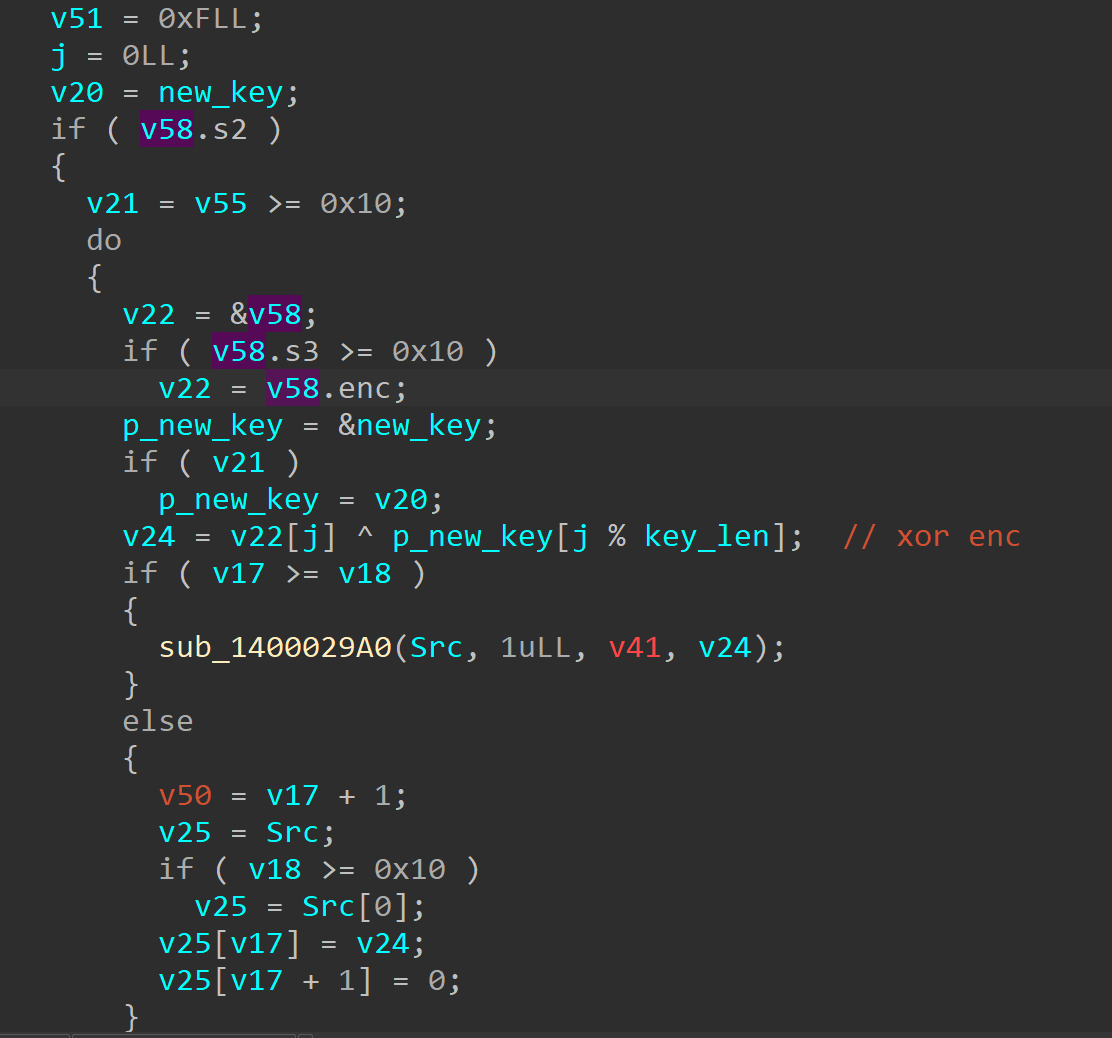 v51 = 0xFLL;
j = 0LL;
v20 = new_key;
if ( v58.s2 )
{
v21 = v55 >= 0x10;
do
{
v22 = &v58;
if ( v58.s3 >= 0x10 )
v22 = v58.enc;
p_new_key = &new_key;
if ( v21 )
p_new_key = v20;
v24 = v22[j] ^ p_new_key[j % key_len]; // xor enc
if ( v17 >= v18 )
{
sub_1400029A0(Src, 1uLL, v41, v24);
}
else
{
v50 = v17 + 1;
v25 = Src;
if ( v18 >= 0x10 )
v25 = Src[0];
v25[v17] = v24;
v25[v17 + 1] = 0;
}